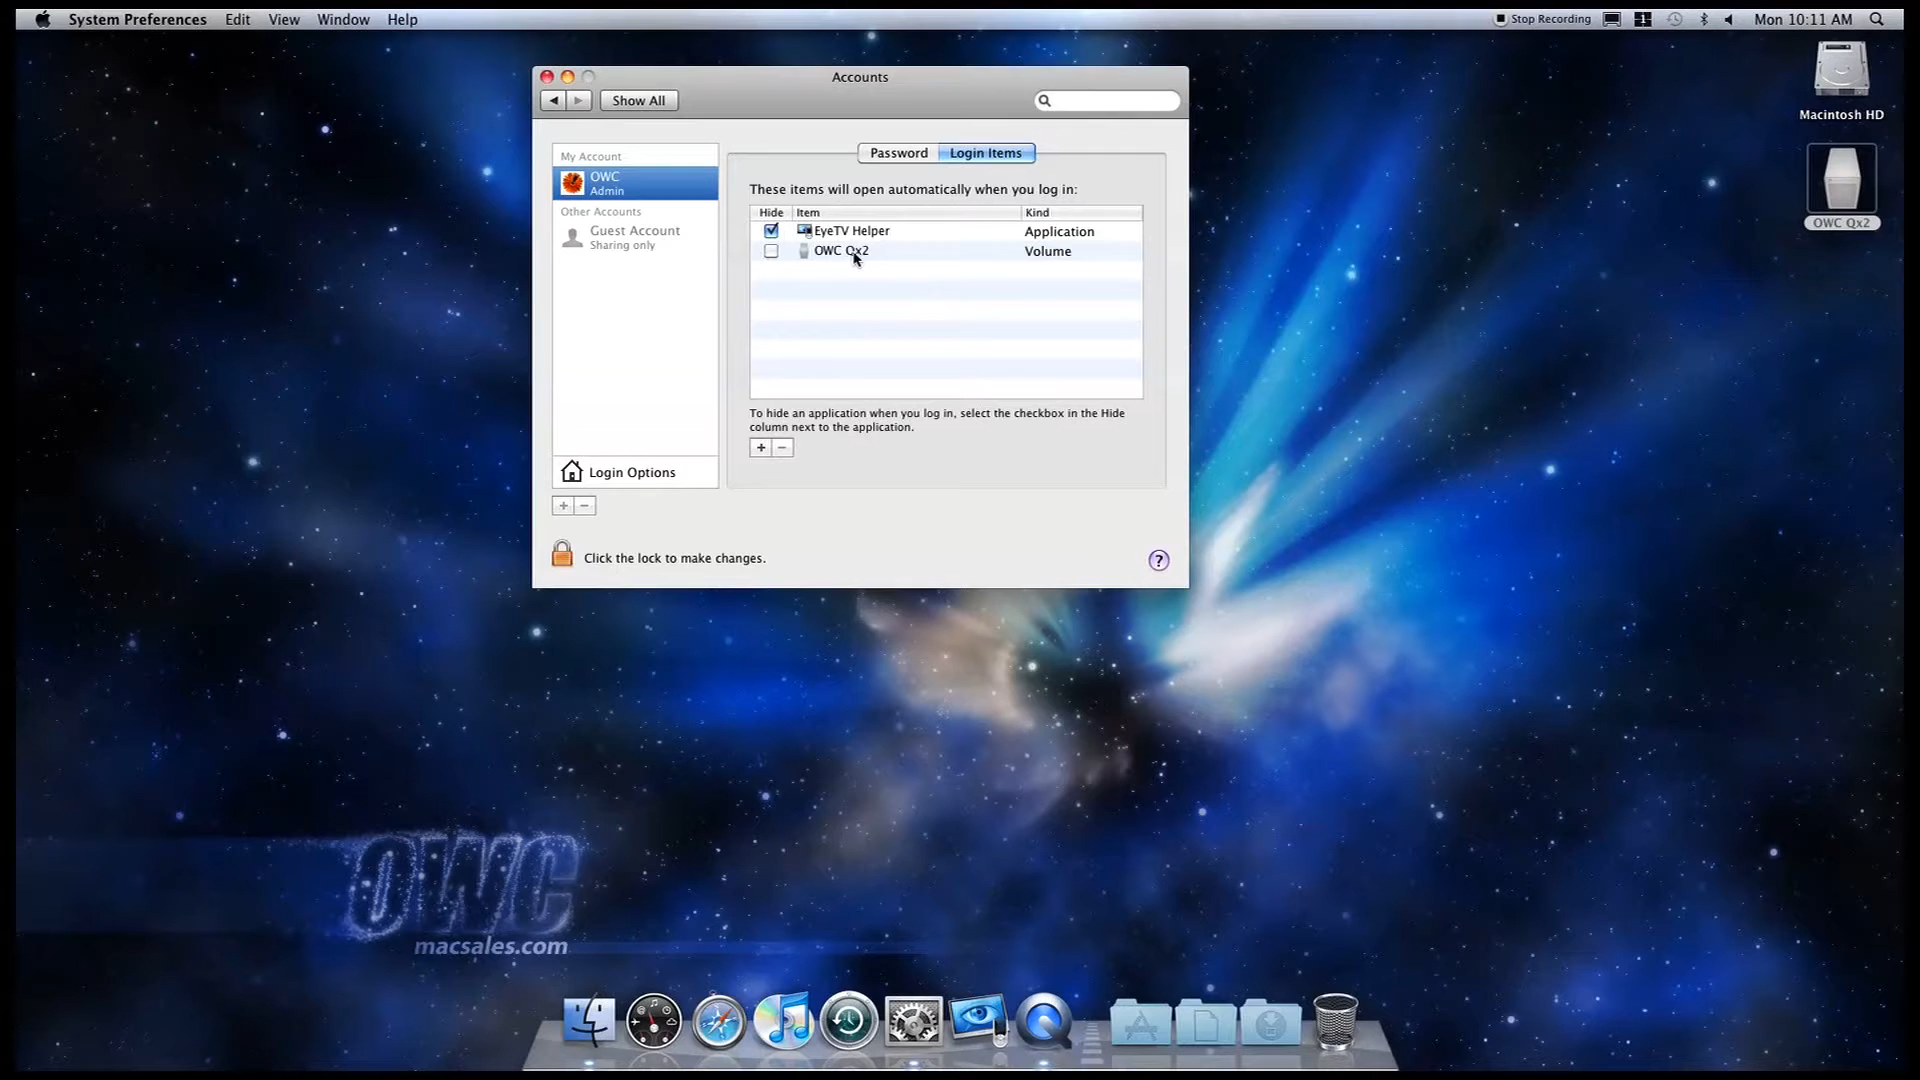 System Preferences Edit View Window Help
Stop Recording 1 Mon 10:11 AM
Macintosh HD
OWC Qx2
Accounts
Show All
My Account
OWC
Admin
Other Accounts
Guest Account
Sharing only
Login Options
Password Login Items
These items will open automatically when you log in:
Hide Item Kind
EyeTV Helper Application
OWC Qx2 Volume
To hide an application when you log in, select the checkbox in the Hide
column next to the application.
+ −
+ −
Click the lock to make changes.
?
OWC
macsales.com